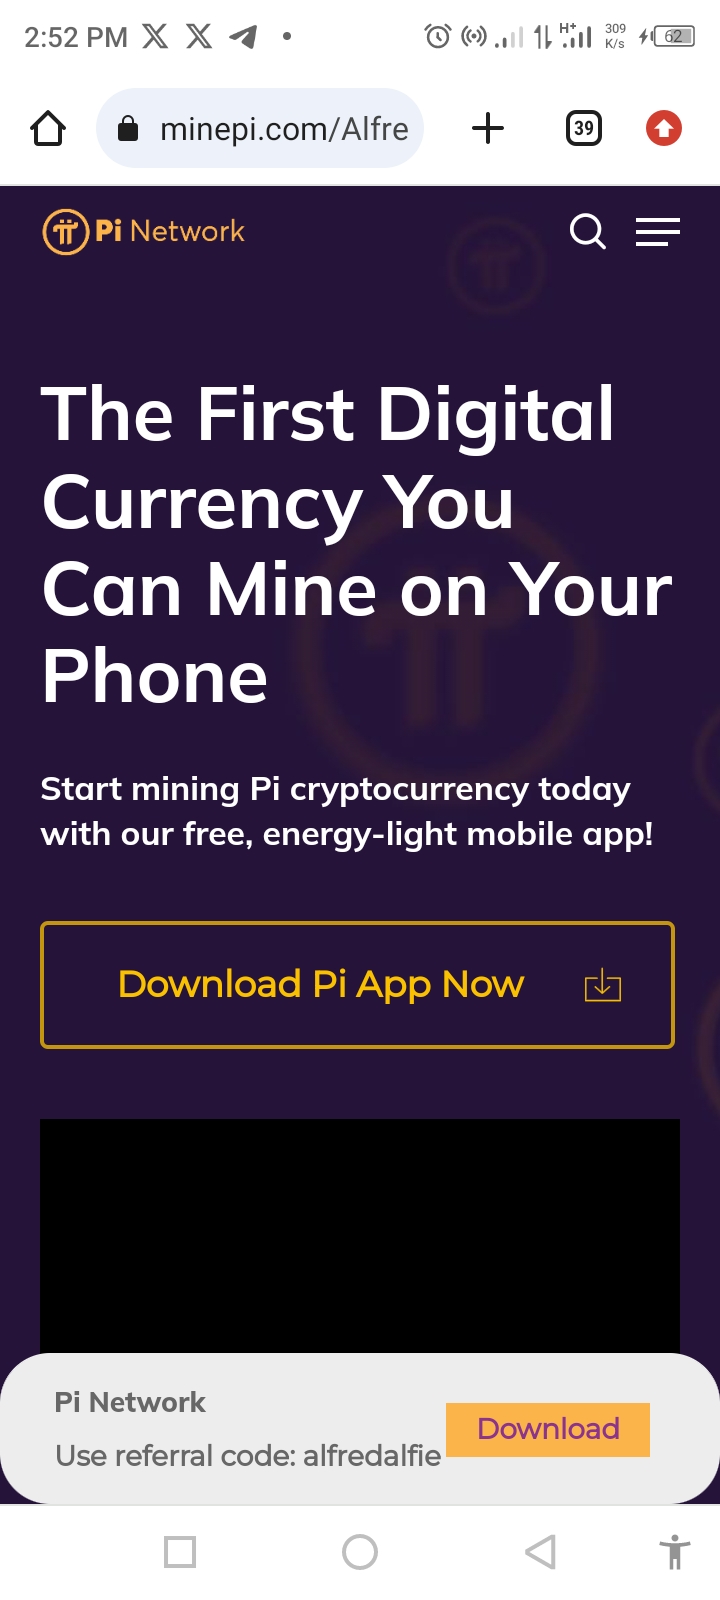 2:52 PM
H+
309
K/s
62
minepi.com/Alfre
39
Pi Network
The First Digital
Currency You
Can Mine on Your
Phone
Start mining Pi cryptocurrency today
with our free, energy-light mobile app!
Download Pi App Now
Pi Network
Use referral code: alfredalfie
Download